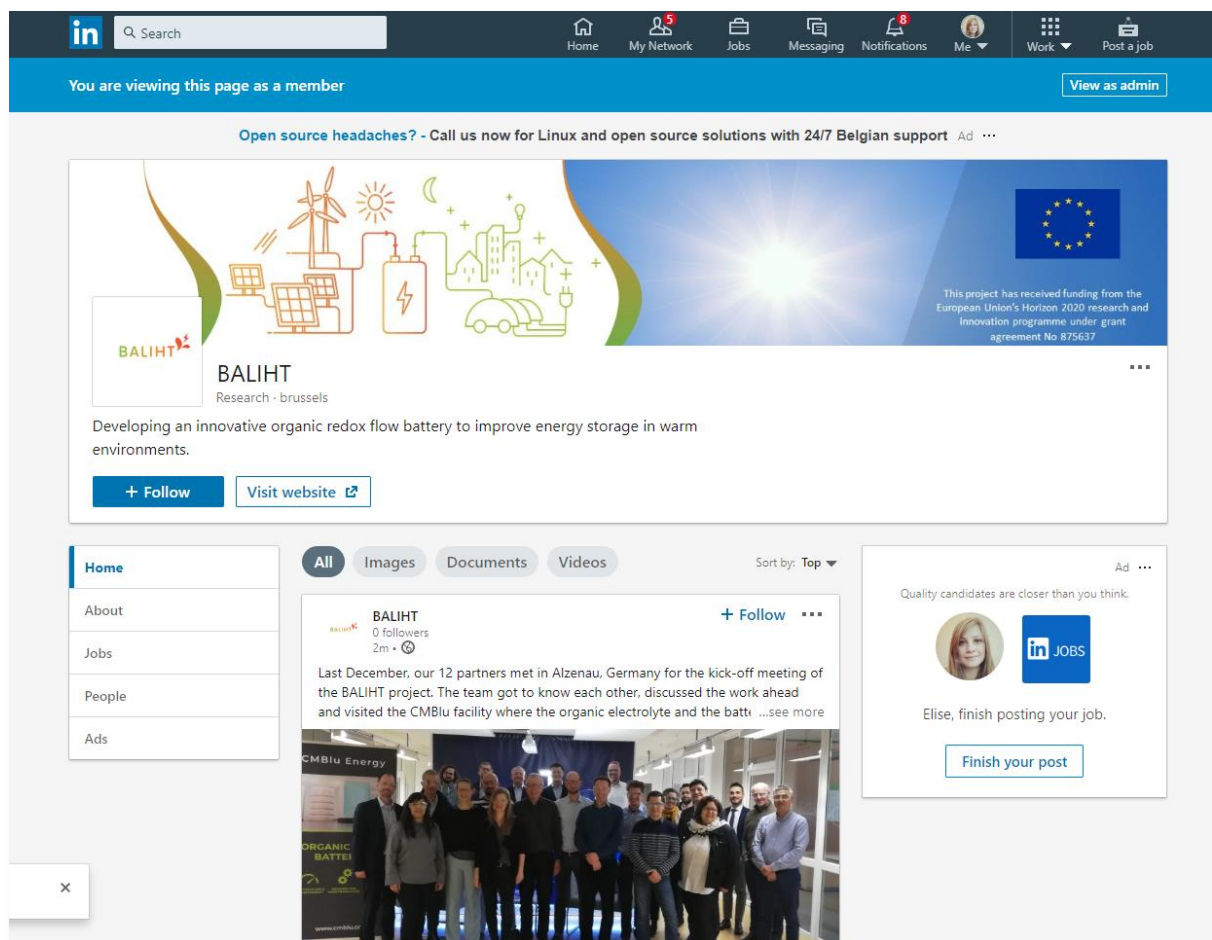 in
Search
Home
5
My Network
Jobs
Messaging
8
Notifications
Me
Work
Post a job
You are viewing this page as a member
View as admin
Open source headaches? - Call us now for Linux and open source solutions with 24/7 Belgian support Ad ...
This project has received funding from the
European Union's Horizon 2020 research and
innovation programme under grant
agreement No 875637
BALIHT
BALIHT
Research · brussels
Developing an innovative organic redox flow battery to improve energy storage in warm
environments.
+ Follow
Visit website
Home
About
Jobs
People
Ads
All Images Documents Videos
Sort by: Top
BALIHT
BALIHT
0 followers
2m •
+ Follow
Last December, our 12 partners met in Alzenau, Germany for the kick-off meeting of
the BALIHT project. The team got to know each other, discussed the work ahead
and visited the CMBlu facility where the organic electrolyte and the batte ...see more
CMBlu Energy
ORGANIC
Ad ...
Quality candidates are closer than you think.
in JOBS
Elise, finish posting your job.
Finish your post